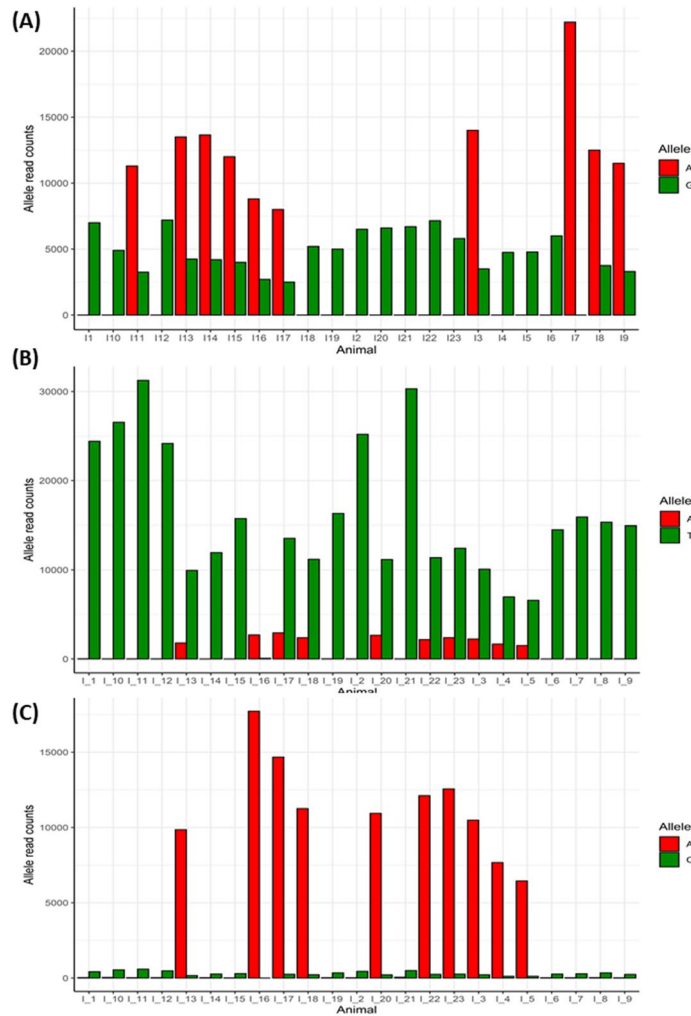 (A)
20000
15000
10000
5000
0
Allele read counts
I1 I10 I11 I12 I13 I14 I15 I16 I17 I18 I19 I2 I20 I21 I22 I23 I3 I4 I5 I6 I7 I8 I9
Animal
Allele
A
G
(B)
30000
20000
10000
0
Allele read counts
I_1 I_10 I_11 I_12 I_13 I_14 I_15 I_16 I_17 I_18 I_19 I_2 I_20 I_21 I_22 I_23 I_3 I_4 I_5 I_6 I_7 I_8 I_9
Allele
A
T
(C)
15000
10000
5000
0
Allele read counts
I_1 I_10 I_11 I_12 I_13 I_14 I_15 I_16 I_17 I_18 I_19 I_2 I_20 I_21 I_22 I_23 I_3 I_4 I_5 I_6 I_7 I_8 I_9
Animal
Allele
A